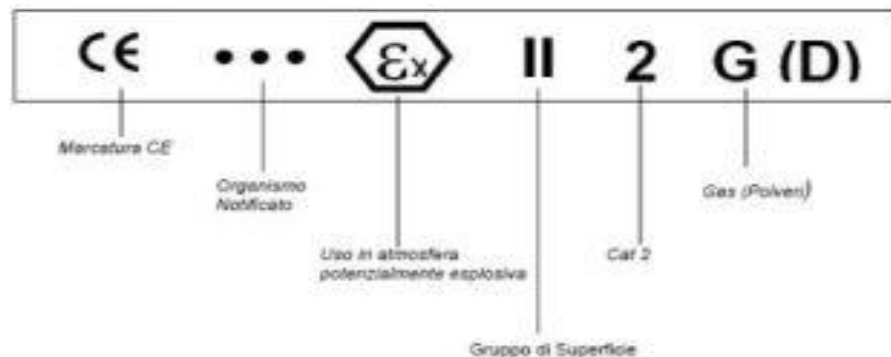 CE ••• εx II 2 G (D)
Marcatura CE
Organismo
Notificato
Gas (Polveri)
Uso in atmosfera
potenzialmente esplosiva
Cat 2
Gruppo di Superficie